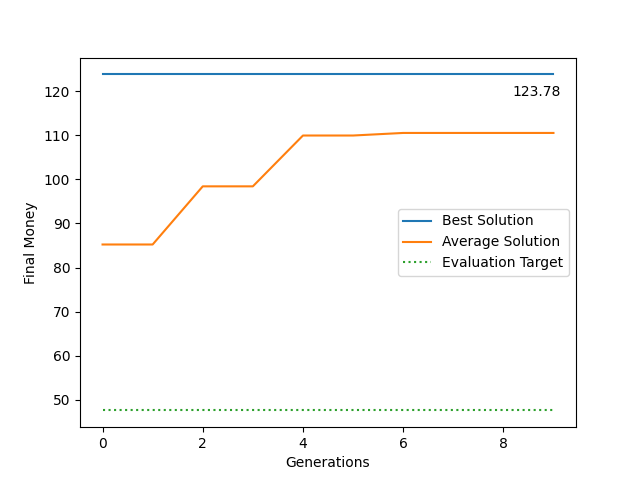 120
110
100
90
80
70
60
50
Final Money
123.78
Best Solution
Average Solution
Evaluation Target
0 2 4 6 8
Generations